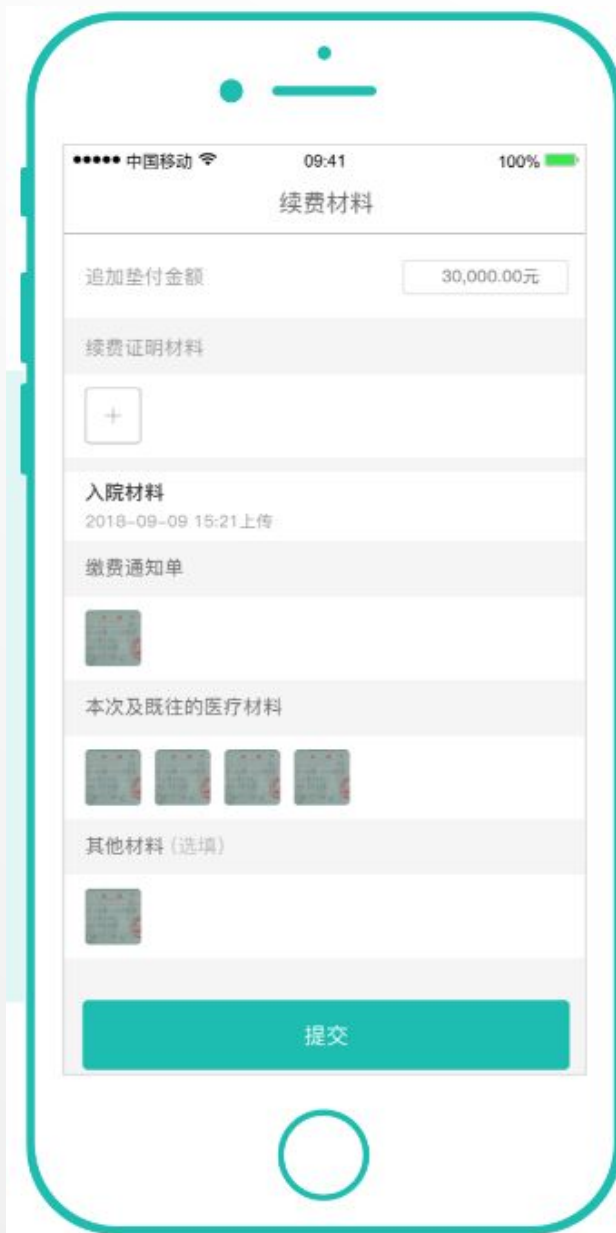 中国移动 09:41 100%
续费材料
追加垫付金额 30,000.00元
续费证明材料
+
入院材料
2018-09-09 15:21上传
缴费通知单
本次及既往的医疗材料
其他材料 (选填)
提交